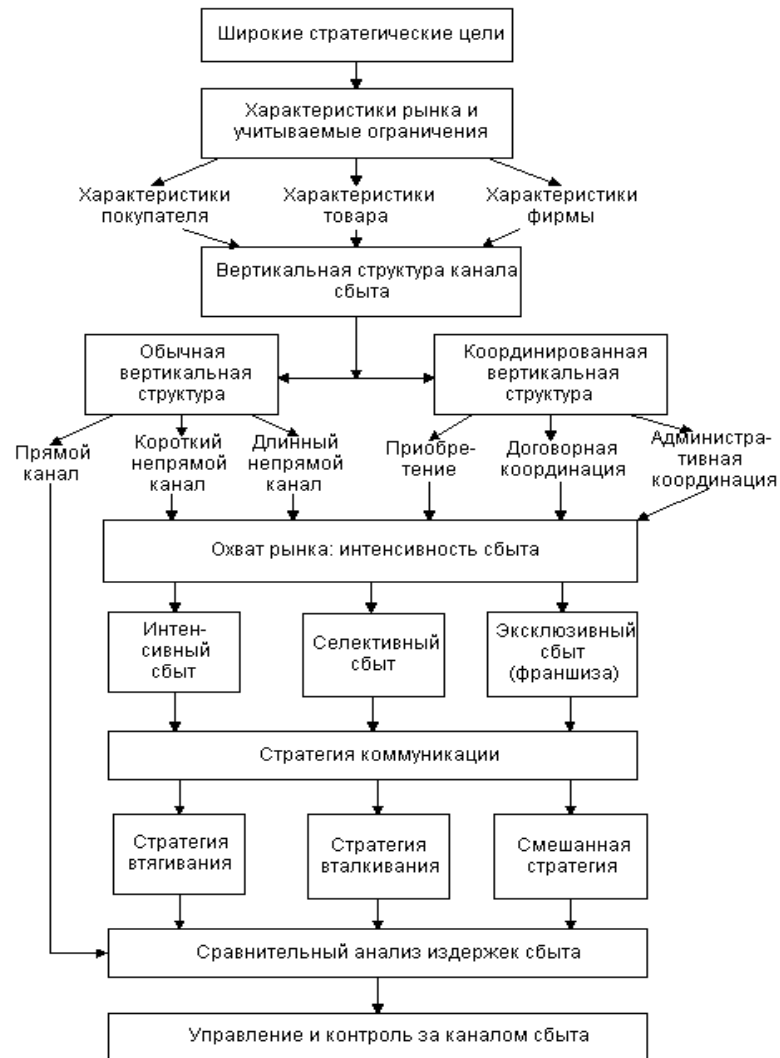 Широкие стратегические цели
Характеристики рынка и
учитываемые ограничения
Характеристики
покупателя
Характеристики
товара
Характеристики
фирмы
Вертикальная структура канала
сбыта
Обычная
вертикальная
структура
Координированная
вертикальная
структура
Прямой
канал
Короткий
непрямой
канал
Длинный
непрямой
канал
Приобре-
тение
Договорная
координация
Администра-
тивная
координация
Охват рынка: интенсивность сбыта
Интен-
сивный
сбыт
Селективный
сбыт
Эксклюзивный
сбыт
(франшиза)
Стратегия коммуникации
Стратегия
втягивания
Стратегия
вталкивания
Смешанная
стратегия
Сравнительный анализ издержек сбыта
Управление и контроль за каналом сбыта